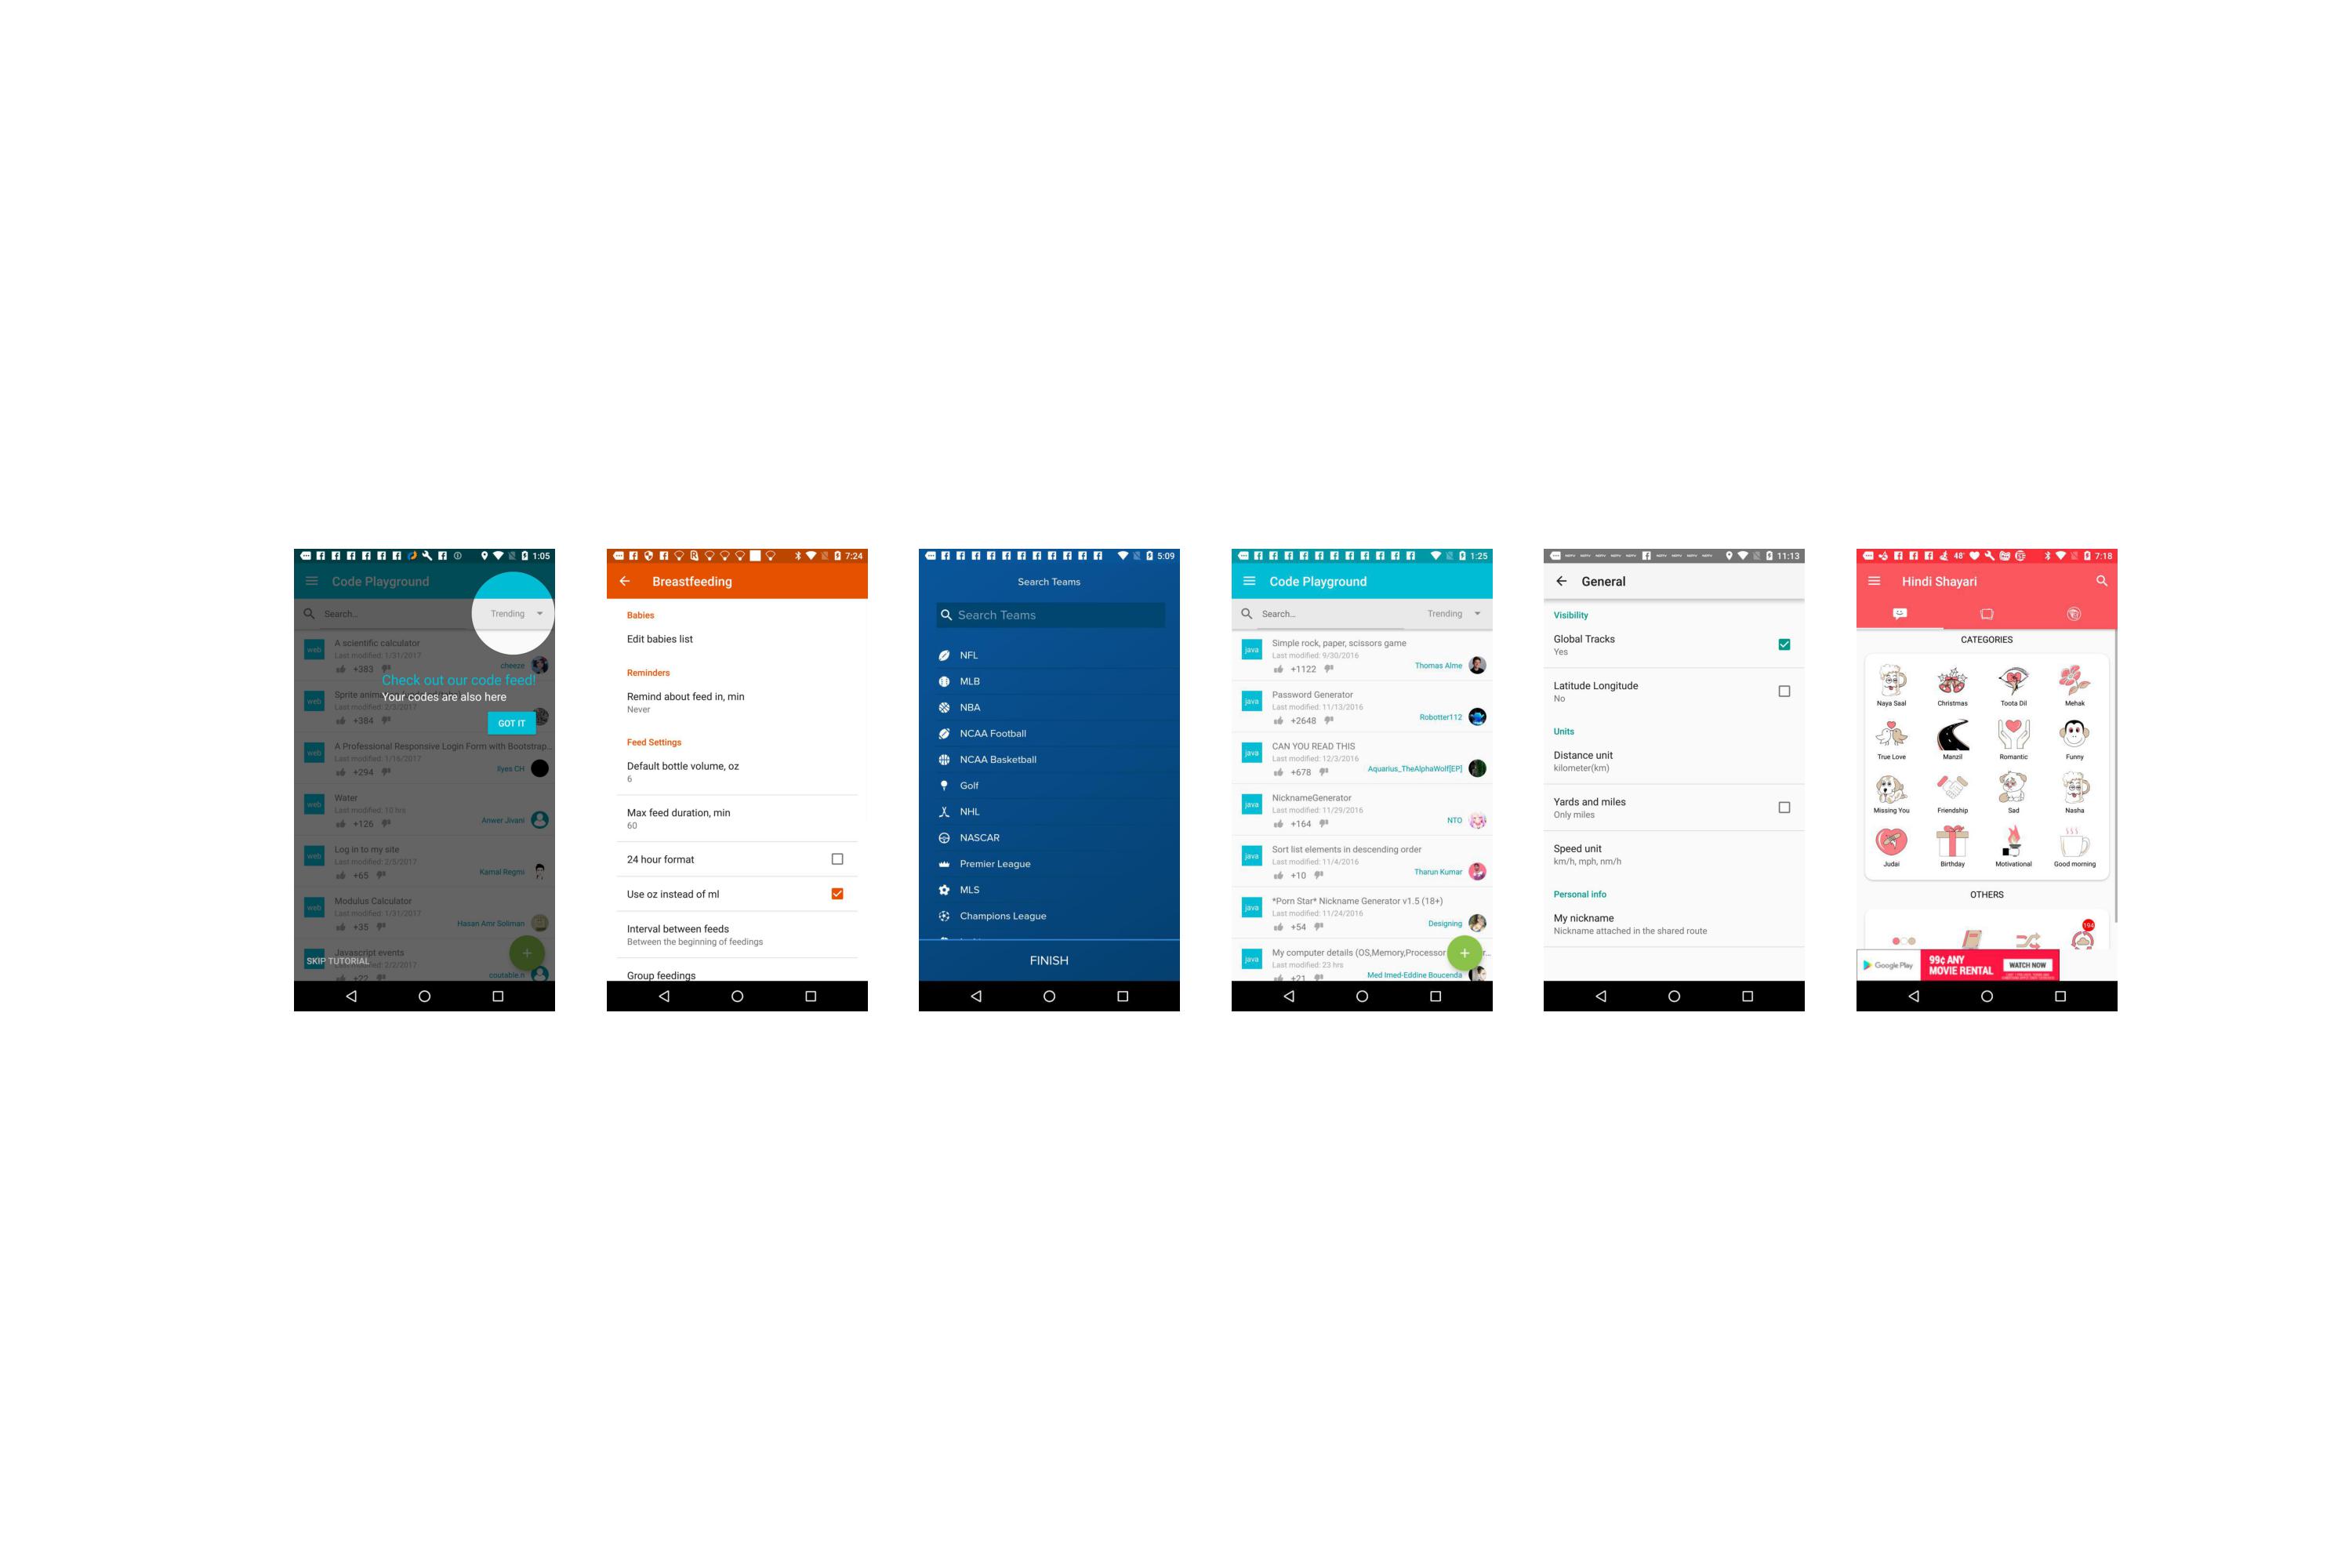 1:05
Code Playground
Search...
Trending
web
A scientific calculator
Last modified: 1/31/2017
+383
cheeze
Check out our code feed!
web
Your codes are also here
+384
GOT IT
web
A Professional Responsive Login Form with Bootstrap...
Last modified: 1/16/2017
+294
Ilyes CH
web
Water
Last modified: 10 hrs
+126
Anwer Jivani
web
Log in to my site
Last modified: 2/3/2017
+65
Kamal Regmi
web
Modulus Calculator
Last modified: 1/31/2017
+35
Hasan Amr Soliman
Javascript events
SKIP TUTORIAL
+22
7:24
Breastfeeding
Babies
Edit babies list
Reminders
Remind about feed in, min
Never
Feed Settings
Default bottle volume, oz
6
Max feed duration, min
60
24 hour format
Use oz instead of ml
Interval between feeds
Between the beginning of feedings
Group feedings
5:09
Search Teams
Search Teams
NFL
MLB
NBA
NCAA Football
NCAA Basketball
Golf
NHL
NASCAR
Premier League
MLS
Champions League
FINISH
1:25
Code Playground
Search...
Trending
java
Simple rock, paper, scissors game
Last modified: 9/30/2016
+1122
Thomas Alme
java
Password Generator
Last modified: 11/13/2016
+2648
Robotter112
java
CAN YOU READ THIS
Last modified: 12/3/2016
+678
Aquarius_TheAlphaWolf[EP]
java
NicknameGenerator
Last modified: 11/29/2016
+164
NTO
java
Sort list elements in descending order
Last modified: 11/4/2016
+10
Tharun Kumar
java
*Porn Star* Nickname Generator v1.5 (18+)
Last modified: 11/24/2016
+54
Designing
java
My computer details (OS,Memory,Processor
Last modified: 23 hrs
+21
Med Imed-Eddine Boucenda
11:13
General
Visibility
Global Tracks
Yes
Latitude Longitude
No
Units
Distance unit
kilometer(km)
Yards and miles
Only miles
Speed unit
km/h, mph, nm/h
Personal info
My nickname
Nickname attached in the shared route
48°
7:18
Hindi Shayari
CATEGORIES
Naya Saal
Christmas
Toota Dil
Mehak
True Love
Manzil
Romantic
Funny
Missing You
Friendship
Sad
Nasha
Judai
Birthday
Motivational
Good morning
OTHERS
194
Google Play
99¢ ANY
MOVIE RENTAL
WATCH NOW